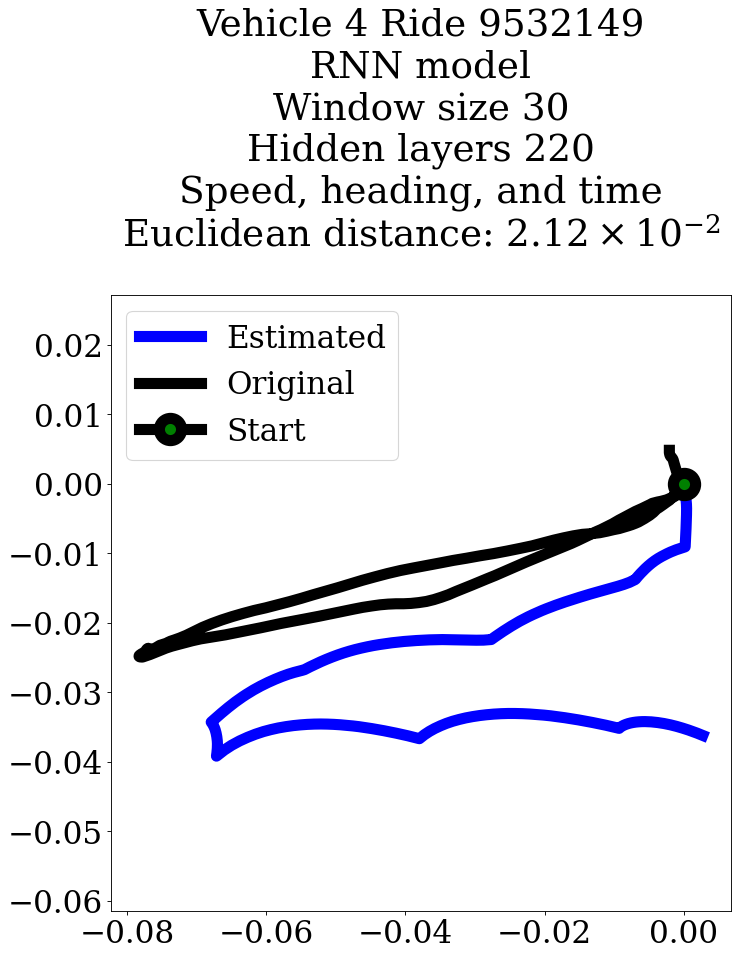 Vehicle 4 Ride 9532149
RNN model
Window size 30
Hidden layers 220
Speed, heading, and time
Euclidean distance: 2.12 × 10⁻²
Estimated
Original
Start
0.02
0.01
0.00
−0.01
−0.02
−0.03
−0.04
−0.05
−0.06
−0.08 −0.06 −0.04 −0.02 0.00